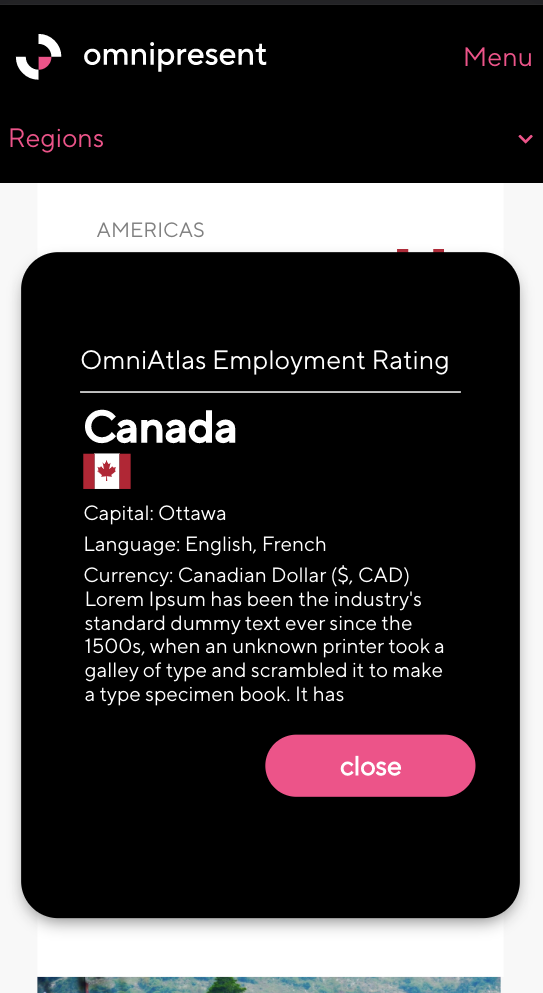 omnipresent
Menu
Regions
AMERICAS
OmniAtlas Employment Rating
Canada
Capital: Ottawa
Language: English, French
Currency: Canadian Dollar ($, CAD)
Lorem Ipsum has been the industry's
standard dummy text ever since the
1500s, when an unknown printer took a
galley of type and scrambled it to make
a type specimen book. It has
close